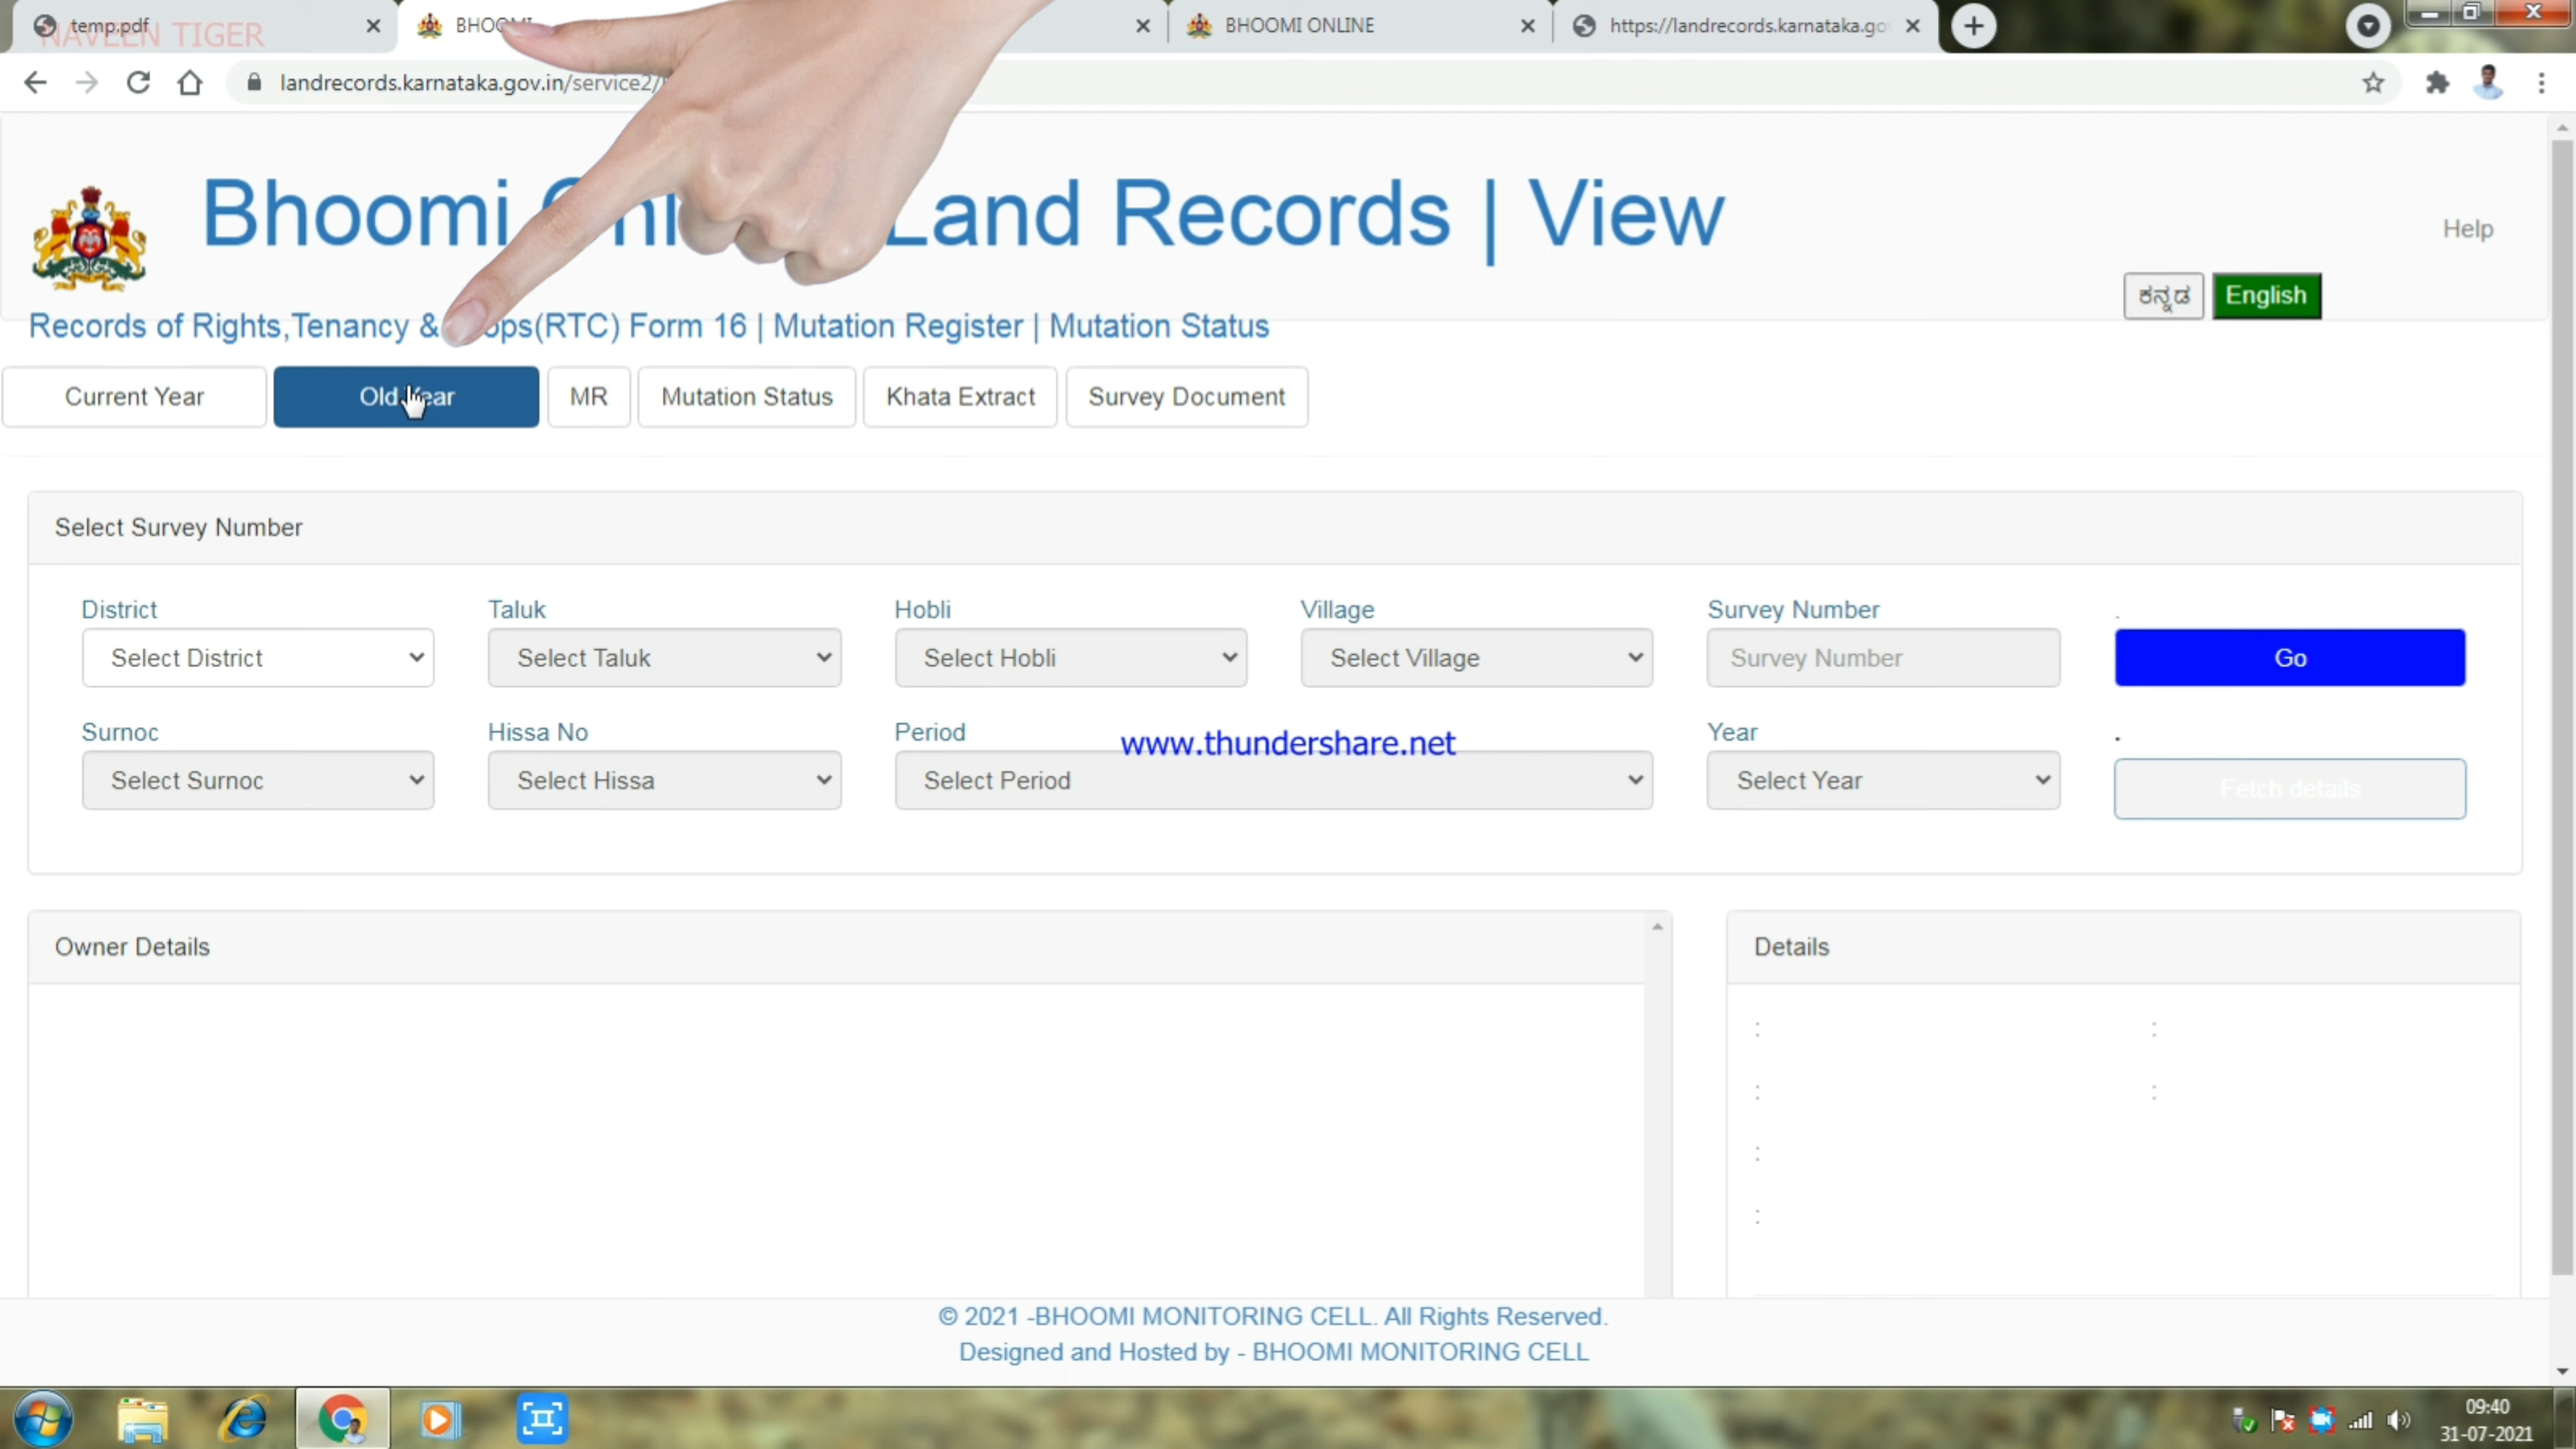 temp.pdf
NAVEEN TIGER
BHOOMI
BHOOMI ONLINE
https://landrecords.karnataka.go
landrecords.karnataka.gov.in/service2/
Bhoomi Land Records | View
Help
ಕನ್ನಡ
English
Records of Rights,Tenancy & ops(RTC) Form 16 | Mutation Register | Mutation Status
Current Year
Old Year
MR
Mutation Status
Khata Extract
Survey Document
Select Survey Number
District
Taluk
Hobli
Village
Survey Number
.
Select District
Select Taluk
Select Hobli
Select Village
Survey Number
Go
Surnoc
Hissa No
Period
www.thundershare.net
Year
.
Select Surnoc
Select Hissa
Select Period
Select Year
Fetch details
Owner Details
Details
:
:
:
:
:
:
© 2021 -BHOOMI MONITORING CELL. All Rights Reserved.
Designed and Hosted by - BHOOMI MONITORING CELL
09:40
31-07-2021